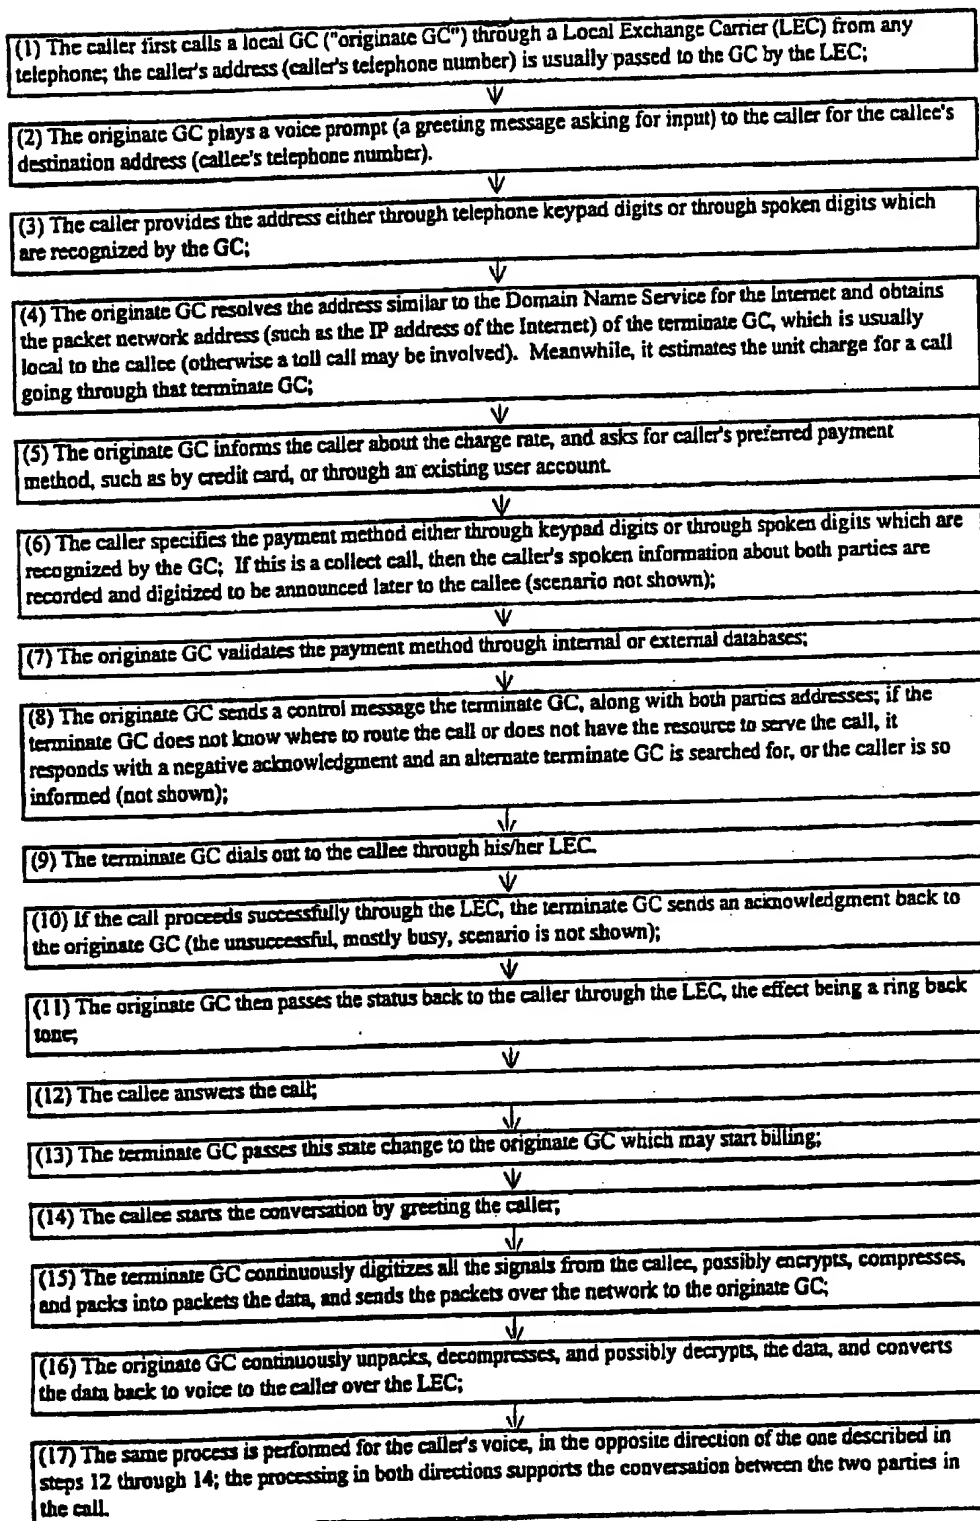 (1) The caller first calls a local GC ("originate GC") through a Local Exchange Carrier (LEC) from any
telephone; the caller's address (caller's telephone number) is usually passed to the GC by the LEC;
(2) The originate GC plays a voice prompt (a greeting message asking for input) to the caller for the callee's
destination address (callee's telephone number).
(3) The caller provides the address either through telephone keypad digits or through spoken digits which
are recognized by the GC;
(4) The originate GC resolves the address similar to the Domain Name Service for the Internet and obtains
the packet network address (such as the IP address of the Internet) of the terminate GC, which is usually
local to the callee (otherwise a toll call may be involved). Meanwhile, it estimates the unit charge for a call
going through that terminate GC;
(5) The originate GC informs the caller about the charge rate, and asks for caller's preferred payment
method, such as by credit card, or through an existing user account.
(6) The caller specifies the payment method either through keypad digits or through spoken digits which are
recognized by the GC; If this is a collect call, then the caller's spoken information about both parties are
recorded and digitized to be announced later to the callee (scenario not shown);
(7) The originate GC validates the payment method through internal or external databases;
(8) The originate GC sends a control message the terminate GC, along with both parties addresses; if the
terminate GC does not know where to route the call or does not have the resource to serve the call, it
responds with a negative acknowledgment and an alternate terminate GC is searched for, or the caller is so
informed (not shown);
(9) The terminate GC dials out to the callee through his/her LEC.
(10) If the call proceeds successfully through the LEC, the terminate GC sends an acknowledgment back to
the originate GC (the unsuccessful, mostly busy, scenario is not shown);
(11) The originate GC then passes the status back to the caller through the LEC, the effect being a ring back
tone;
(12) The callee answers the call;
(13) The terminate GC passes this state change to the originate GC which may start billing;
(14) The callee starts the conversation by greeting the caller;
(15) The terminate GC continuously digitizes all the signals from the callee, possibly encrypts, compresses,
and packs into packets the data, and sends the packets over the network to the originate GC;
(16) The originate GC continuously unpacks, decompresses, and possibly decrypts, the data, and converts
the data back to voice to the caller over the LEC;
(17) The same process is performed for the caller's voice, in the opposite direction of the one described in
steps 12 through 14; the processing in both directions supports the conversation between the two parties in
the call.